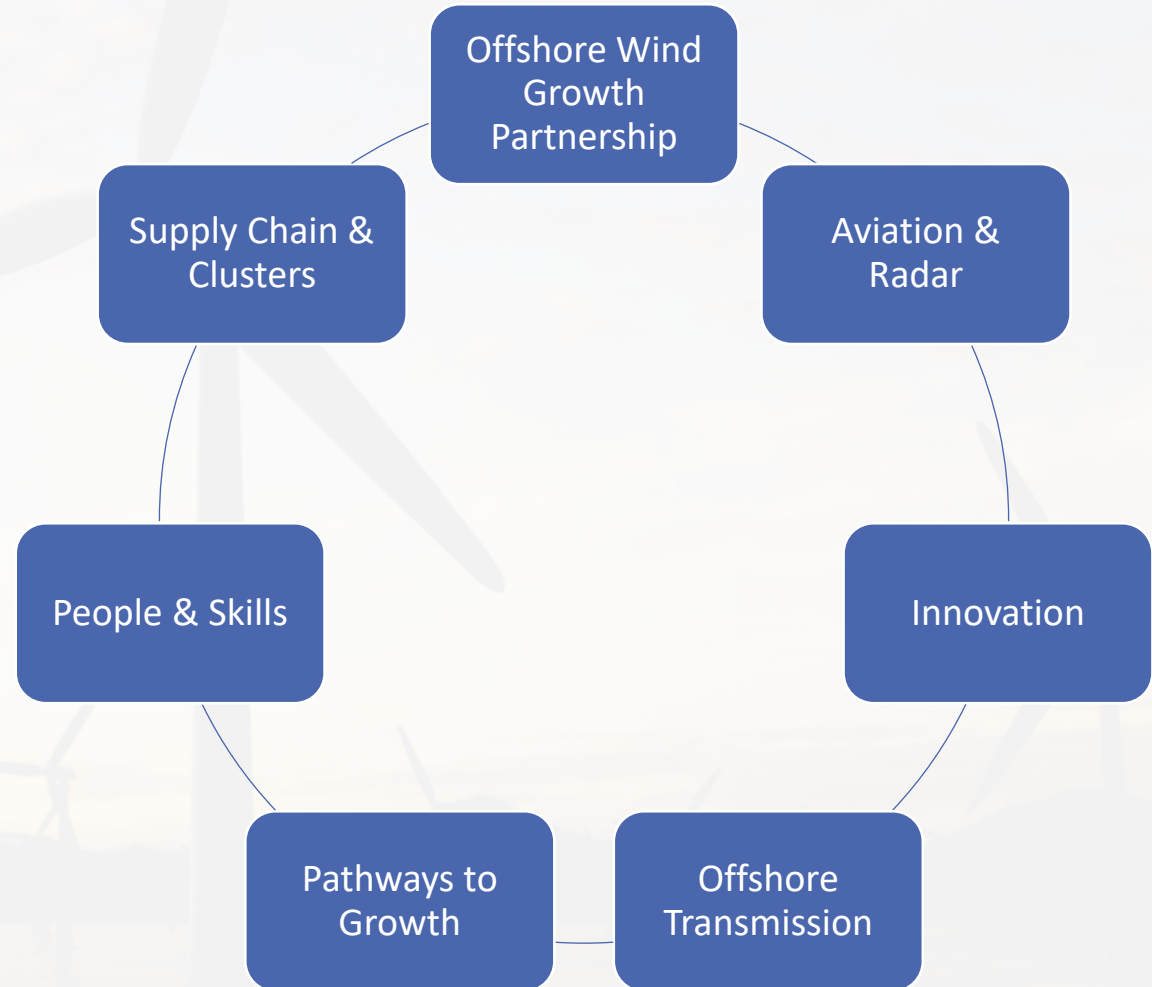 Offshore Wind
Growth
Partnership
Supply Chain &
Clusters
Aviation &
Radar
People & Skills
Innovation
Pathways to
Growth
Offshore
Transmission